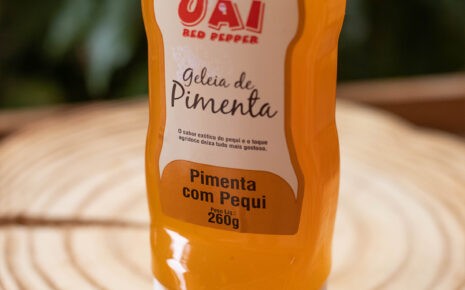 UAI
RED PEPPER
Geleia de
Pimenta
O sabor exótico do pequi e o toque
agridoce deixa tudo mais gostoso.
Pimenta
com Pequi
Peso Líq.:
260g